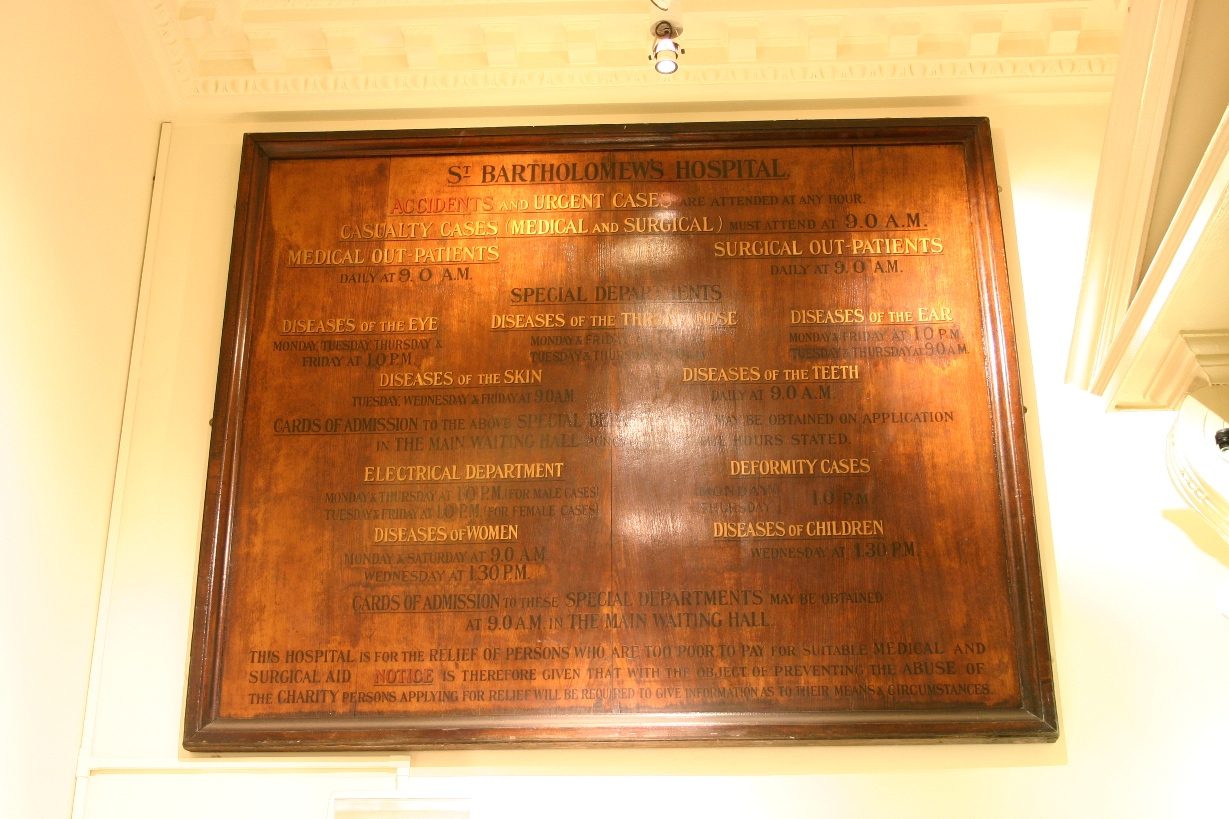 ST BARTHOLOMEW'S HOSPITAL.
ACCIDENTS AND URGENT CASES ARE ATTENDED AT ANY HOUR.
CASUALTY CASES (MEDICAL AND SURGICAL) MUST ATTEND AT 9.0 A.M.
MEDICAL OUT-PATIENTS SURGICAL OUT-PATIENTS
DAILY AT 9.0 A.M. DAILY AT 9.0 A.M.
SPECIAL DEPARTMENTS
DISEASES OF THE EYE DISEASES OF THE THROAT & NOSE DISEASES OF THE EAR
MONDAY, TUESDAY, THURSDAY & MONDAY & FRIDAY AT MONDAY & FRIDAY AT 1.0 P.M.
FRIDAY AT 1.0 P.M. TUESDAY & THURSDAY TUESDAY & THURSDAY AT 9.0 A.M.
DISEASES OF THE SKIN DISEASES OF THE TEETH
TUESDAY, WEDNESDAY & FRIDAY AT 9.0 A.M DAILY AT 9.0 A.M.
CARDS OF ADMISSION TO THE ABOVE SPECIAL MAY BE OBTAINED ON APPLICATION
IN THE MAIN WAITING HALL HOURS STATED.
ELECTRICAL DEPARTMENT DEFORMITY CASES
MONDAY & THURSDAY AT 1.0 P.M. (FOR MALE CASES) MONDAY
TUESDAY & FRIDAY AT 1.0 P.M. (FOR FEMALE CASES) THURSDAY 1.0 P.M.
DISEASES OF WOMEN DISEASES OF CHILDREN
MONDAY & SATURDAY AT 9.0 A.M. WEDNESDAY AT 1.30 P.M.
WEDNESDAY AT 1.30 P.M.
CARDS OF ADMISSION TO THESE SPECIAL DEPARTMENTS MAY BE OBTAINED
AT 9.0 A.M IN THE MAIN WAITING HALL.
THIS HOSPITAL IS FOR THE RELIEF OF PERSONS WHO ARE TOO POOR TO PAY FOR SUITABLE MEDICAL AND
SURGICAL AID NOTICE IS THEREFORE GIVEN THAT WITH THE OBJECT OF PREVENTING THE ABUSE OF
THE CHARITY PERSONS APPLYING FOR RELIEF WILL BE REQUIRED TO GIVE INFORMATION AS TO THEIR MEANS & CIRCUMSTANCES.